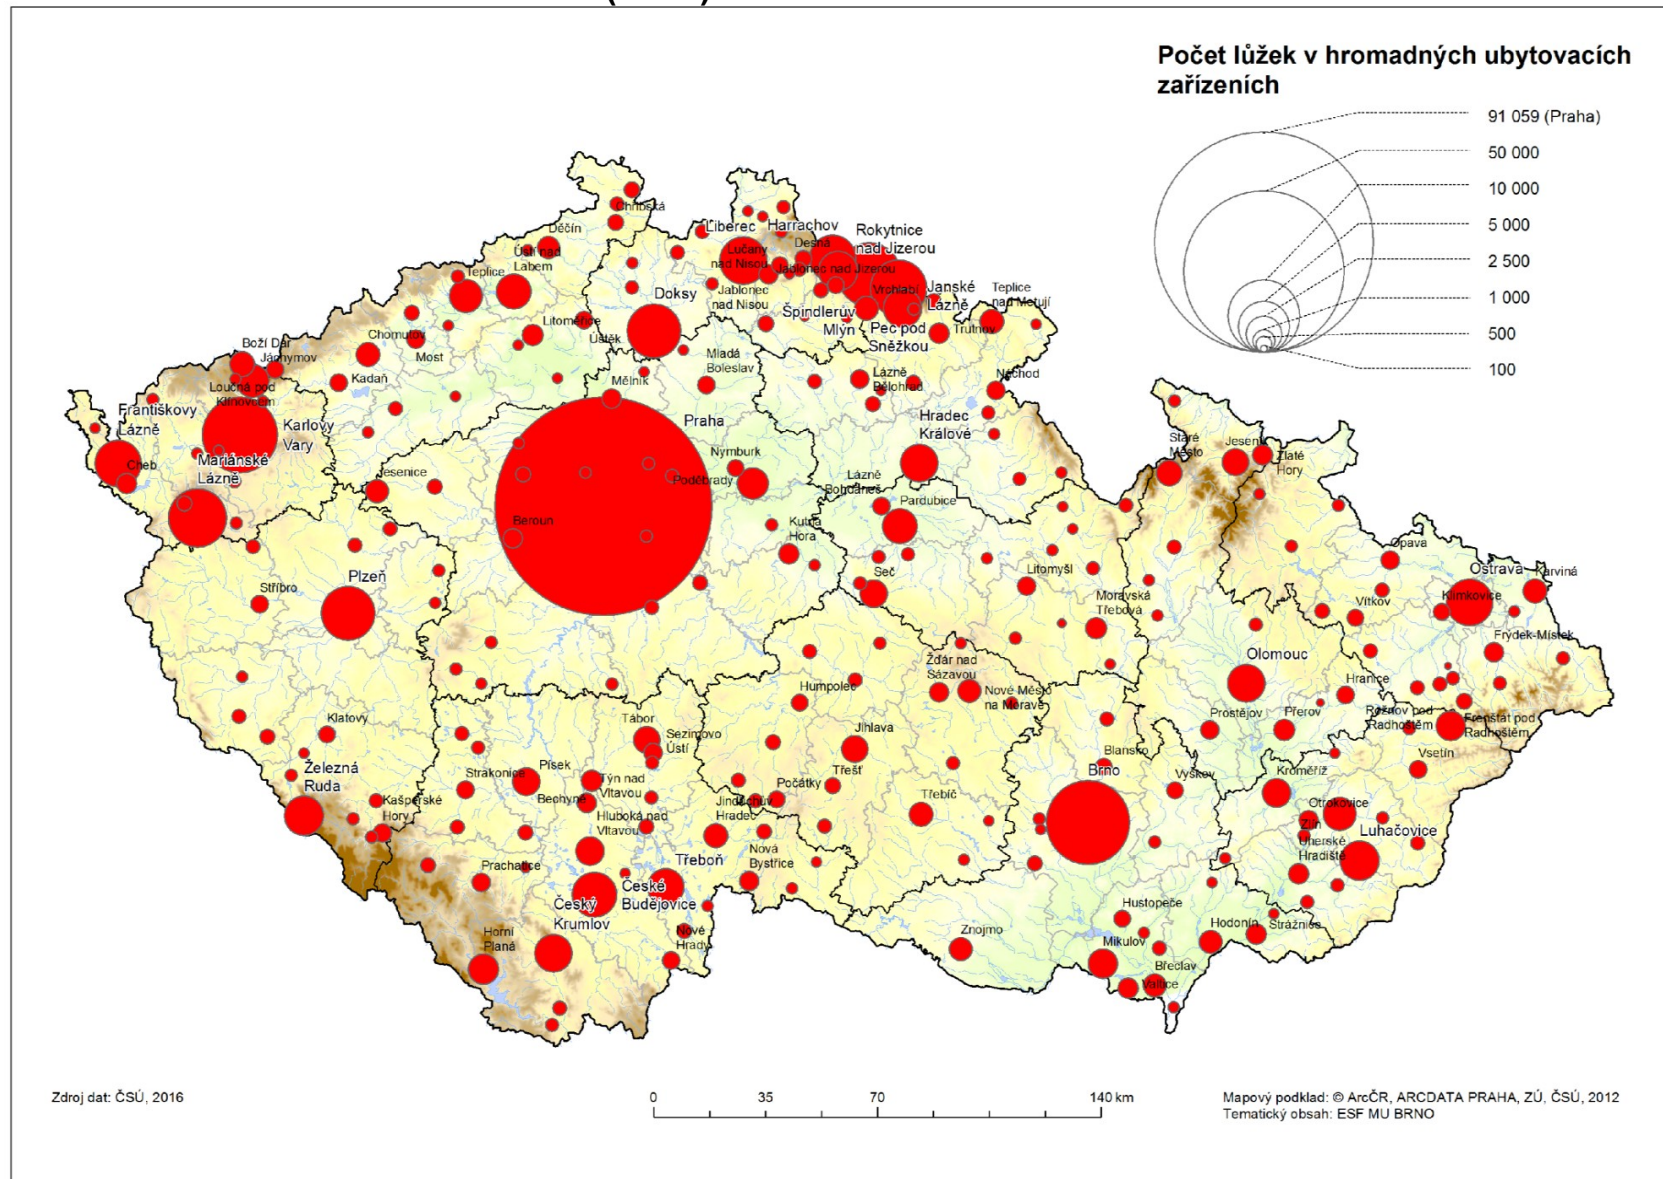 Počet lůžek v hromadných ubytovacích
zařízeních
91 059 (Praha)
50 000
10 000
5 000
2 500
1 000
500
100
Chřibská
Děčín
Ústí nad
Labem
Teplice
Liberec
Harrachov
Rokytnice
nad Jizerou
Lučany
nad Nisou
Desná
Jablonec nad Jizerou
Jablonec
nad Nisou
Doksy
Vrchlabí
Janské
Lázně
Teplice
nad Metují
Špindlerův
Mlýn
Pec pod
Sněžkou
Trutnov
Litoměřice
Úštěk
Chomutov
Most
Boží Dar
Jáchymov
Loučná pod
Klínovcem
Kadaň
Mladá
Boleslav
Mělník
Lázně
Bělohrad
Náchod
Františkovy
Lázně
Karlovy
Vary
Cheb
Mariánské
Lázně
Jesenice
Praha
Nymburk
Poděbrady
Hradec
Králové
Lázně
Bohdaneč
Pardubice
Staré
Město
Jeseník
Zlaté
Hory
Beroun
Kutná
Hora
Plzeň
Stříbro
Seč
Litomyšl
Moravská
Třebová
Opava
Ostrava
Karviná
Klimkovice
Vítkov
Frýdek-Místek
Žďár nad
Sázavou
Olomouc
Humpolec
Nové Město
na Moravě
Hranice
Klatovy
Tábor
Sezimovo
Ústí
Jihlava
Prostějov
Přerov
Rožnov pod
Radhoštěm
Frenštát pod
Radhoštěm
Blansko
Vsetín
Železná
Ruda
Strakonice
Písek
Týn nad
Vltavou
Bechyně
Počátky
Třešť
Brno
Vyškov
Kroměříž
Kašperské
Hory
Hluboká nad
Vltavou
Jindřichův
Hradec
Třebíč
Otrokovice
Zlín
Luhačovice
Uherské
Hradiště
Prachatice
Třeboň
Nová
Bystřice
České
Budějovice
Český
Krumlov
Horní
Planá
Nové
Hrady
Znojmo
Hustopeče
Mikulov
Hodonín
Strážnice
Břeclav
Valtice
Zdroj dat: ČSÚ, 2016
0 35 70 140 km
Mapový podklad: © ArcČR, ARCDATA PRAHA, ZÚ, ČSÚ, 2012
Tematický obsah: ESF MU BRNO